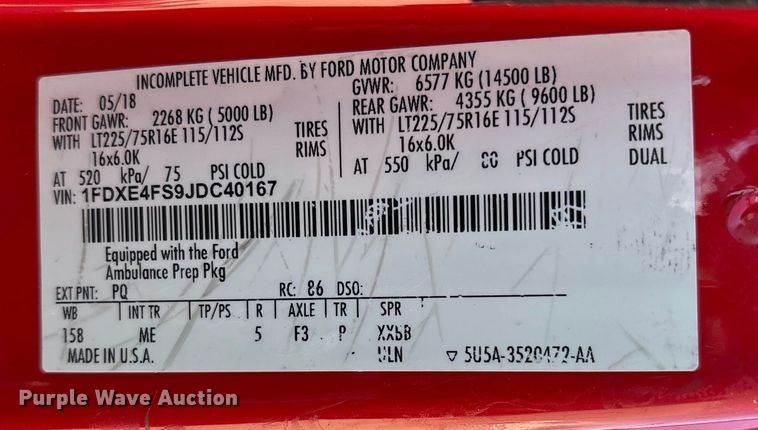 INCOMPLETE VEHICLE MFD. BY FORD MOTOR COMPANY
DATE: 05/18 GVWR: 6577 KG (14500 LB)
FRONT GAWR: 2268 KG ( 5000 LB) REAR GAWR: 4355 KG ( 9600 LB)
WITH LT225/75R16E 115/112S TIRES WITH LT225/75R16E 115/112S TIRES
16x6.0K RIMS 16x6.0K RIMS
AT 520 kPa/ 75 PSI COLD AT 550 kPa/ 80 PSI COLD DUAL
VIN: 1FDXE4FS9JDC40167
Equipped with the Ford
Ambulance Prep Pkg
EXT PNT: PQ RC: 86 DSO:
WB INT TR TP/PS R AXLE TR SPR
158 ME 5 F3 P
MADE IN U.S.A. ▽ 5U5A-3520472-AA
Purple Wave Auction